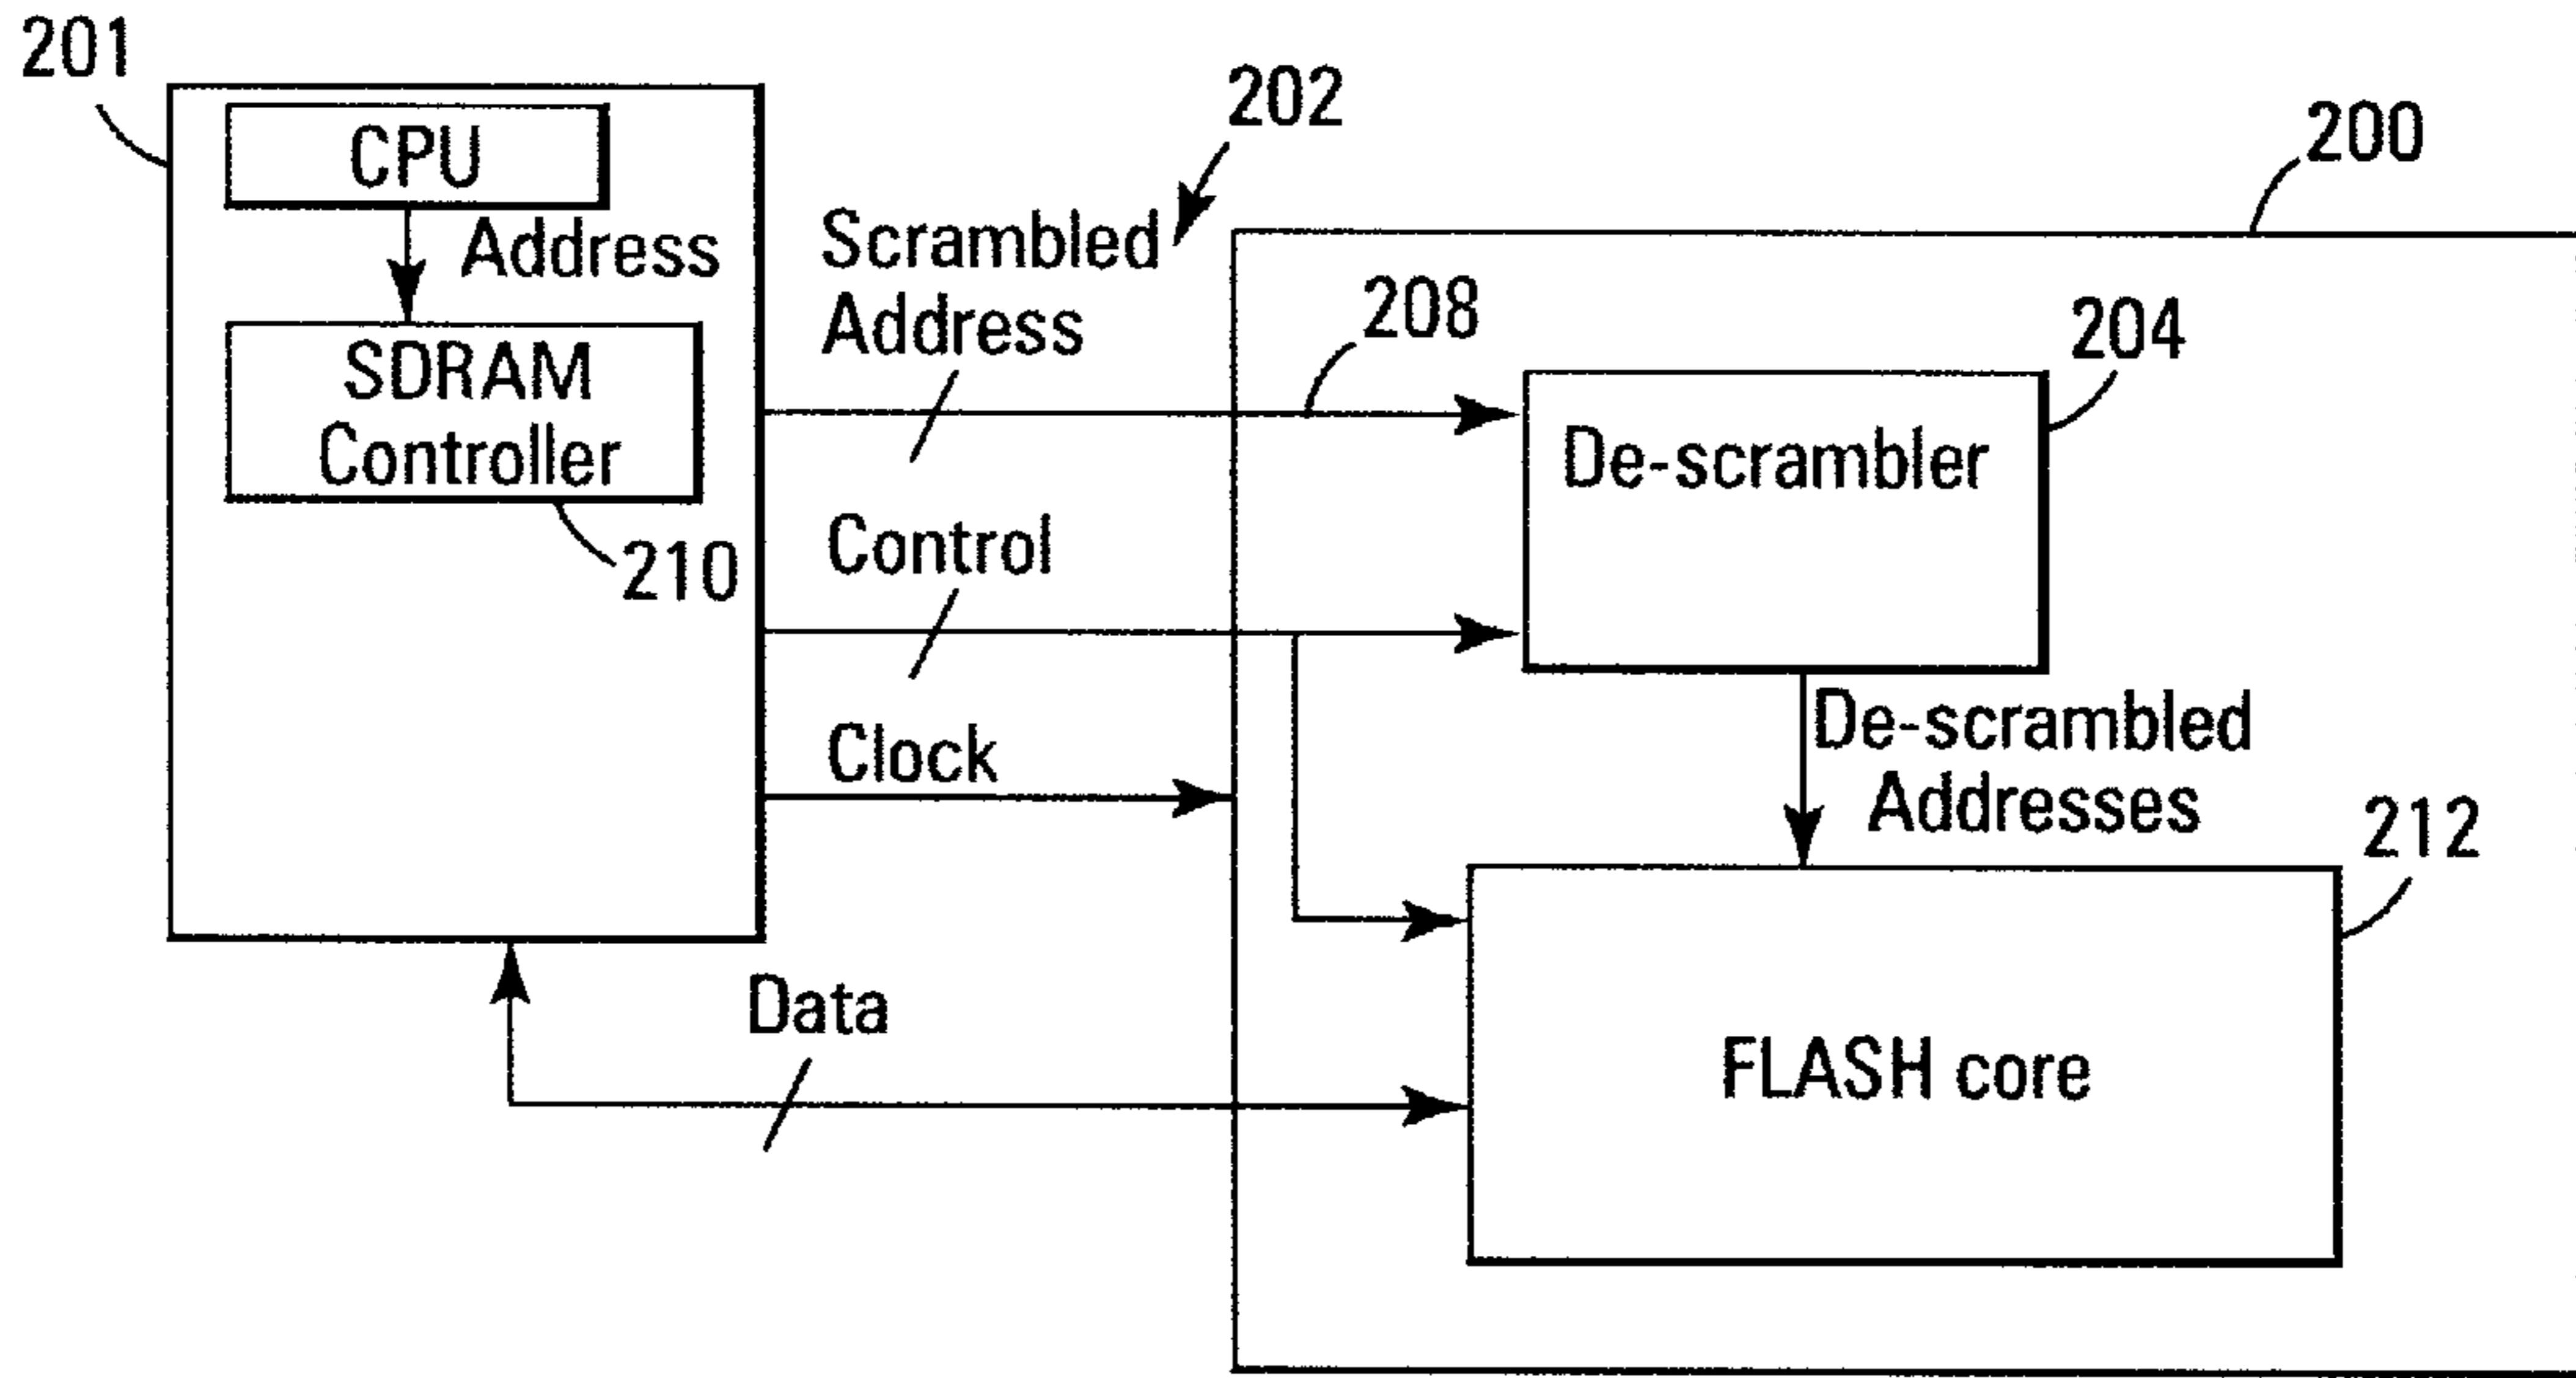 201
CPU
Address
SDRAM
Controller
210
202
Scrambled
Address
Control
Clock
Data
200
208
204
De-scrambler
De-scrambled
Addresses
212
FLASH core